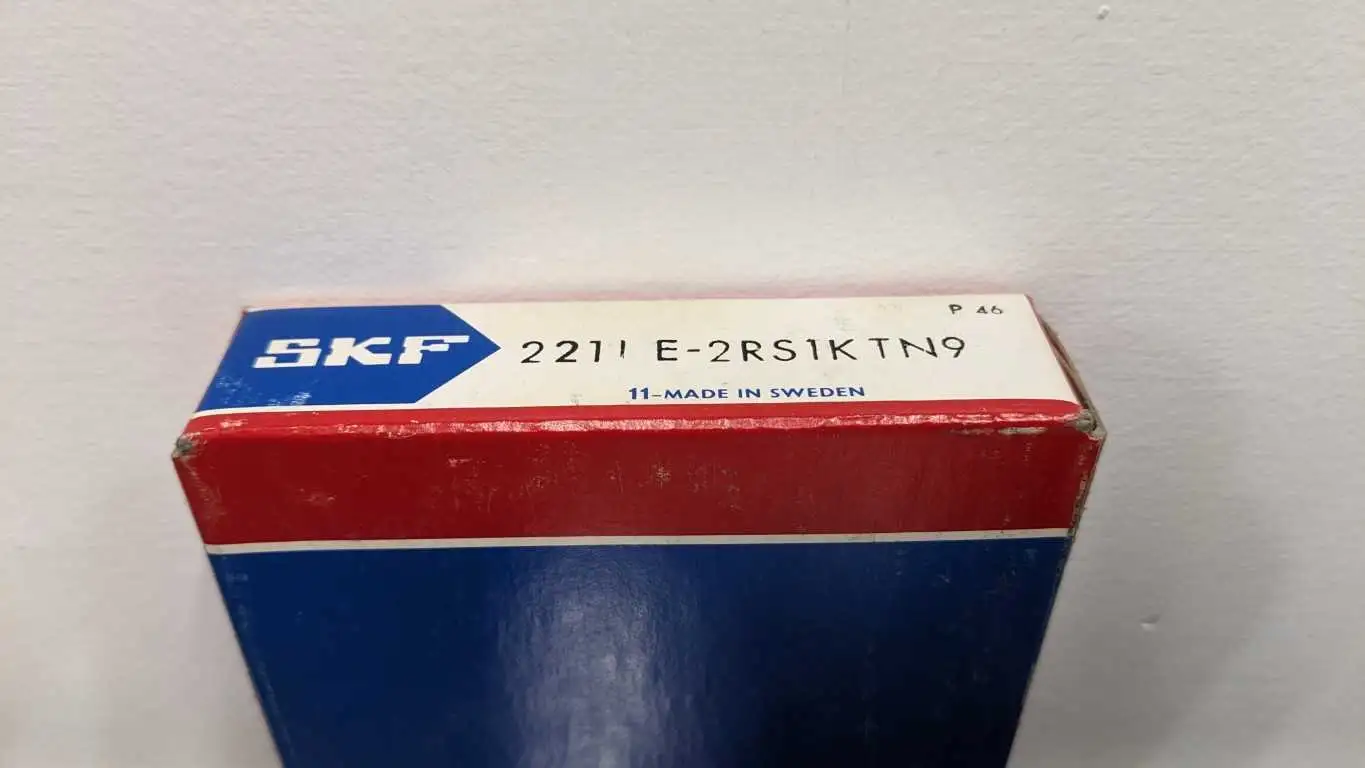 P 46
SKF 2211 E-2RS1KTN9
11-MADE IN SWEDEN